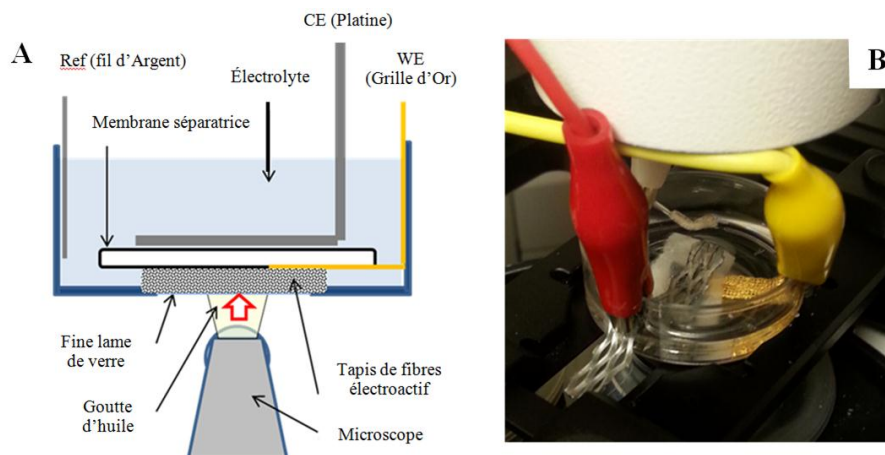 A
CE (Platine)
Ref (fil d'Argent)
WE
(Grille d'Or)
Électrolyte
Membrane séparatrice
Fine lame
de verre
Goutte
d'huile
Tapis de fibres
électroactif
Microscope
B